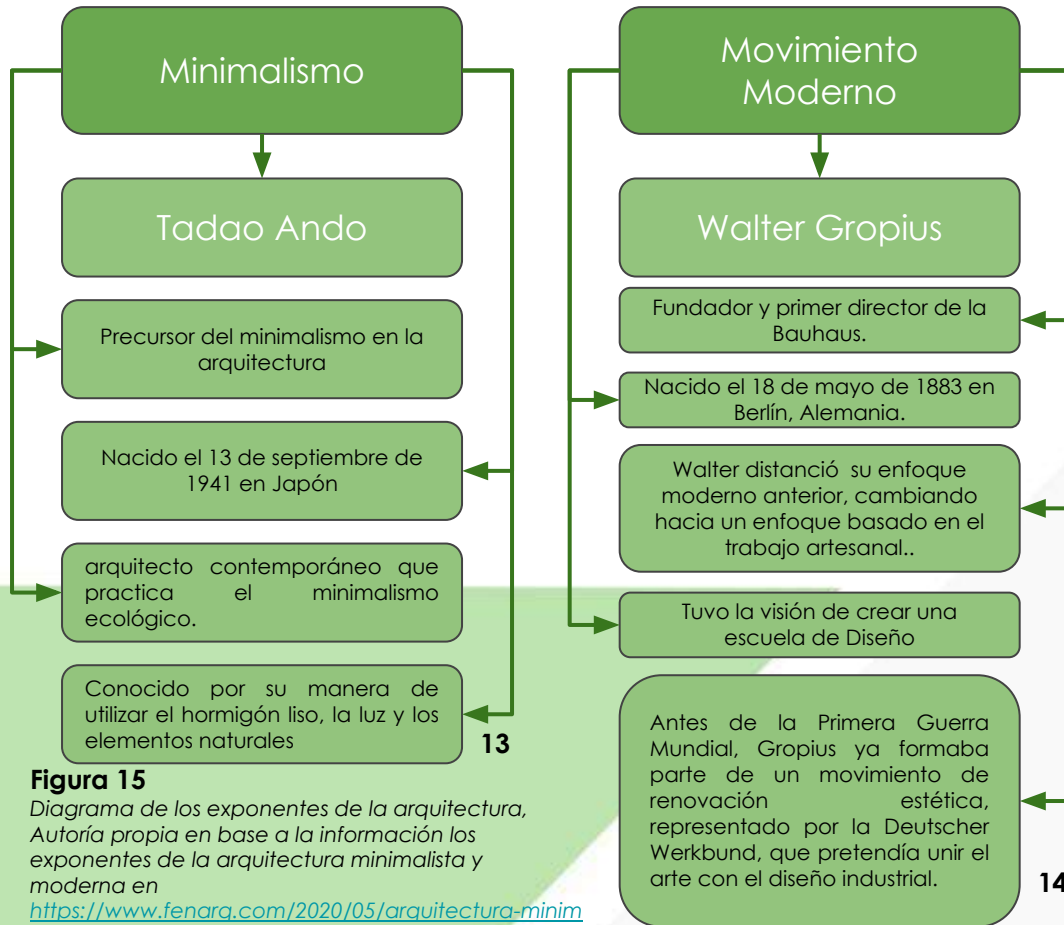 Minimalismo
Tadao Ando
Precursor del minimalismo en la
arquitectura
Nacido el 13 de septiembre de
1941 en Japón
arquitecto contemporáneo que
practica el minimalismo
ecológico.
Conocido por su manera de
utilizar el hormigón liso, la luz y los
elementos naturales
13
Figura 15
Diagrama de los exponentes de la arquitectura,
Autoría propia en base a la información los
exponentes de la arquitectura minimalista y
moderna en
https://www.fenarq.com/2020/05/arquitectura-minim
Movimiento
Moderno
Walter Gropius
Fundador y primer director de la
Bauhaus.
Nacido el 18 de mayo de 1883 en
Berlín, Alemania.
Walter distanció su enfoque
moderno anterior, cambiando
hacia un enfoque basado en el
trabajo artesanal..
Tuvo la visión de crear una
escuela de Diseño
Antes de la Primera Guerra
Mundial, Gropius ya formaba
parte de un movimiento de
renovación estética,
representado por la Deutscher
Werkbund, que pretendía unir el
arte con el diseño industrial.
14